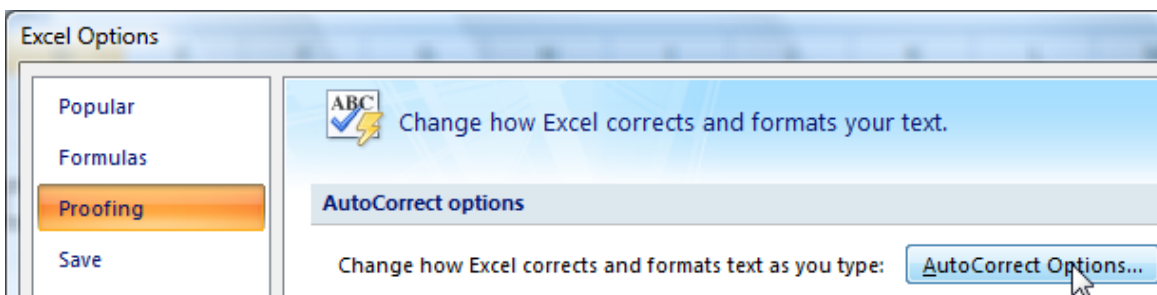 Excel Options
Popular
Formulas
Proofing
Save
ABC
Change how Excel corrects and formats your text.
AutoCorrect options
Change how Excel corrects and formats text as you type:
AutoCorrect Options...